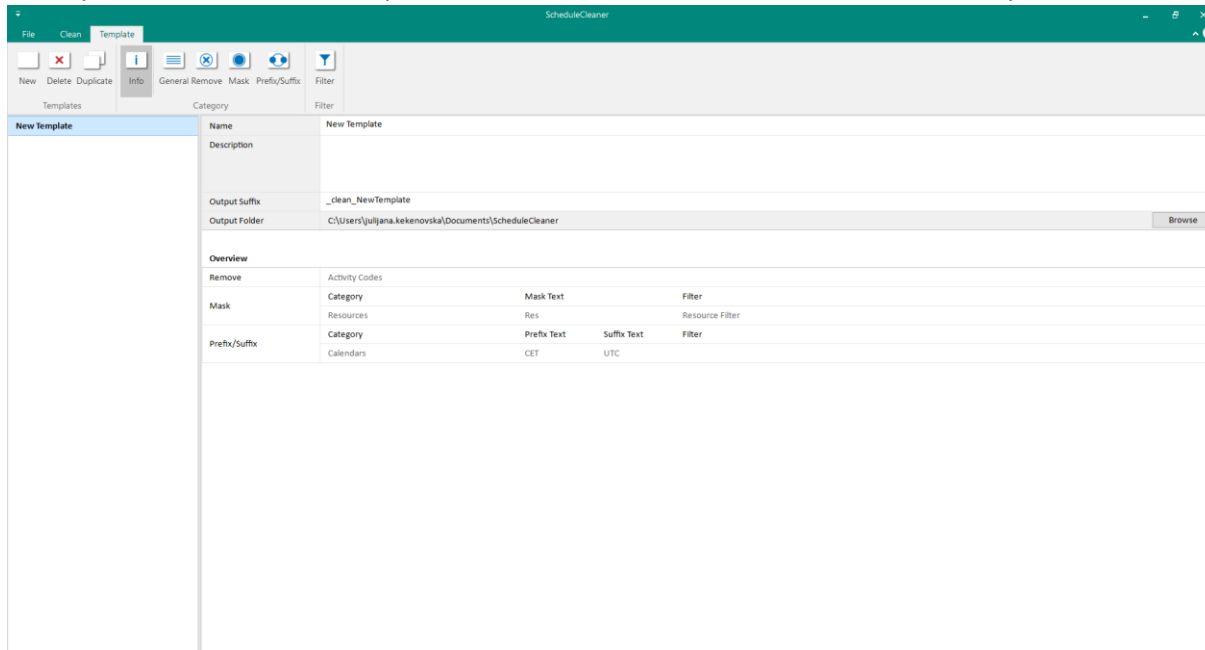 ScheduleCleaner
File Clean Template
New Delete Duplicate Info General Remove Mask Prefix/Suffix Filter
Templates Category Filter
New Template
Name New Template
Description
Output Suffix _clean_NewTemplate
Output Folder C:\Users\julijana.kekenovska\Documents\ScheduleCleaner Browse
Overview
Remove Activity Codes
Mask
Category Mask Text Filter
Resources Res Resource Filter
Prefix/Suffix
Category Prefix Text Suffix Text Filter
Calendars CET UTC